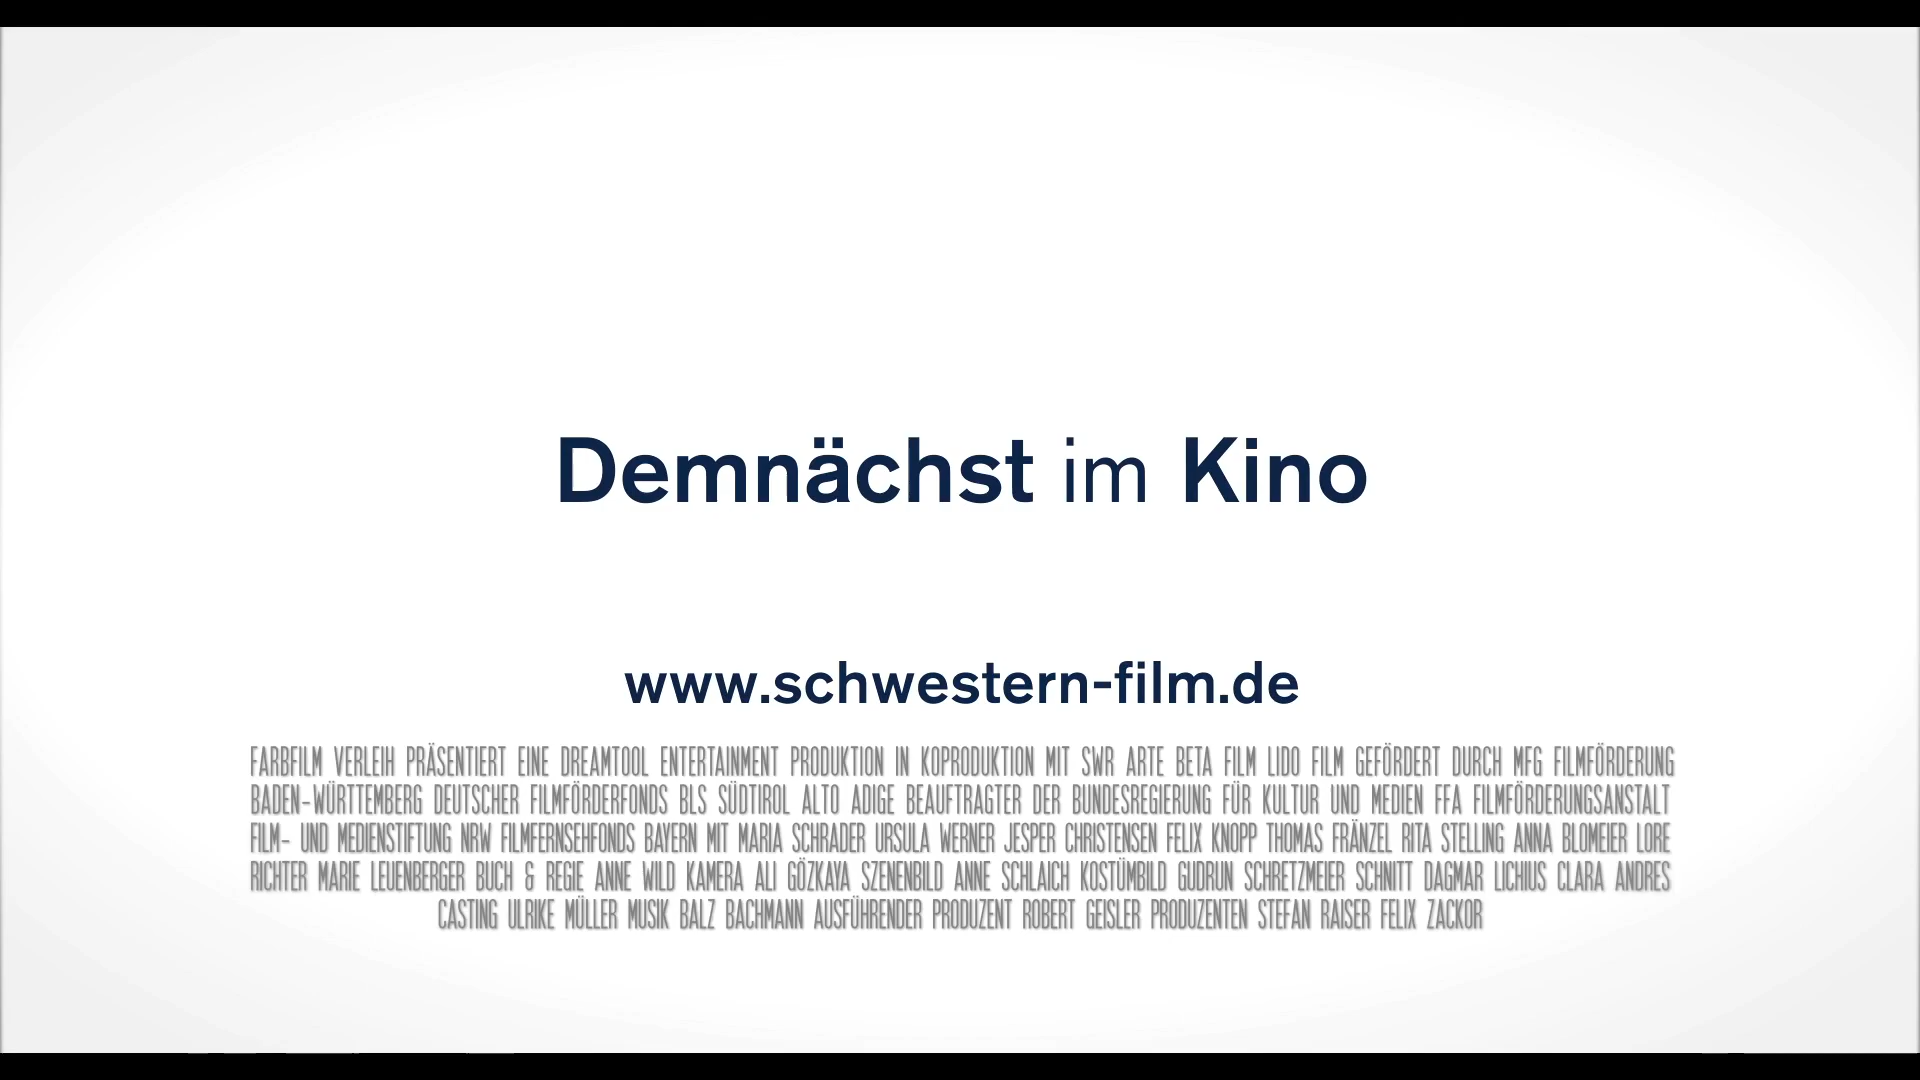 Demnächst im Kino
www.schwestern-film.de
FARBFILM VERLEIH PRÄSENTIERT EINE DREAMTOOL ENTERTAINMENT PRODUKTION IN KOPRODUKTION MIT SWR ARTE BETA FILM LIDO FILM GEFÖRDERT DURCH MFG FILMFÖRDERUNG
BADEN-WÜRTTEMBERG DEUTSCHER FILMFÖRDERFONDS BLS SÜDTIROL ALTO ADIGE BEAUFTRAGTER DER BUNDESREGIERUNG FÜR KULTUR UND MEDIEN FFA FILMFÖRDERUNGSANSTALT
FILM- UND MEDIENSTIFTUNG NRW FILMFERNSEHFONDS BAYERN MIT MARIA SCHRADER URSULA WERNER JESPER CHRISTENSEN FELIX KNOPP THOMAS FRÄNZEL RITA STELLING ANNA BLOMEIER LORE
RICHTER MARIE LEUENBERGER BUCH & REGIE ANNE WILD KAMERA ALI GÖZKAYA SZENENBILD ANNE SCHLAICH KOSTÜMBILD GUDRUN SCHRETZMEIER SCHNITT DAGMAR LICHIUS CLARA ANDRES
CASTING ULRIKE MÜLLER MUSIK BALZ BACHMANN AUSFÜHRENDER PRODUZENT ROBERT GEISLER PRODUZENTEN STEFAN RAISER FELIX ZACKOR